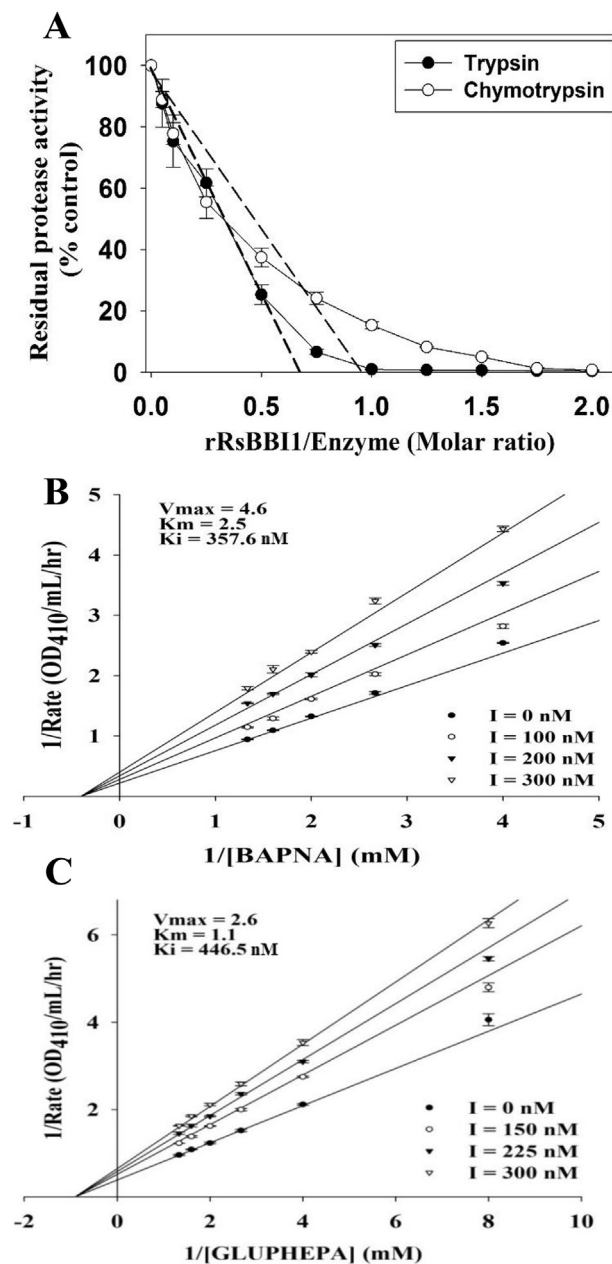 A
Trypsin
Chymotrypsin
Residual protease activity
(% control)
100
80
60
40
20
0
0.0 0.5 1.0 1.5 2.0
rRsBBI1/Enzyme (Molar ratio)
B
Vmax = 4.6
Km = 2.5
Ki = 357.6 nM
1/Rate (OD410/mL/hr)
5
4
3
2
1
I = 0 nM
I = 100 nM
I = 200 nM
I = 300 nM
-1 0 1 2 3 4 5
1/[BAPNA] (mM)
C
Vmax = 2.6
Km = 1.1
Ki = 446.5 nM
1/Rate (OD410/mL/hr)
6
4
2
I = 0 nM
I = 150 nM
I = 225 nM
I = 300 nM
-2 0 2 4 6 8 10
1/[GLUPHEPA] (mM)